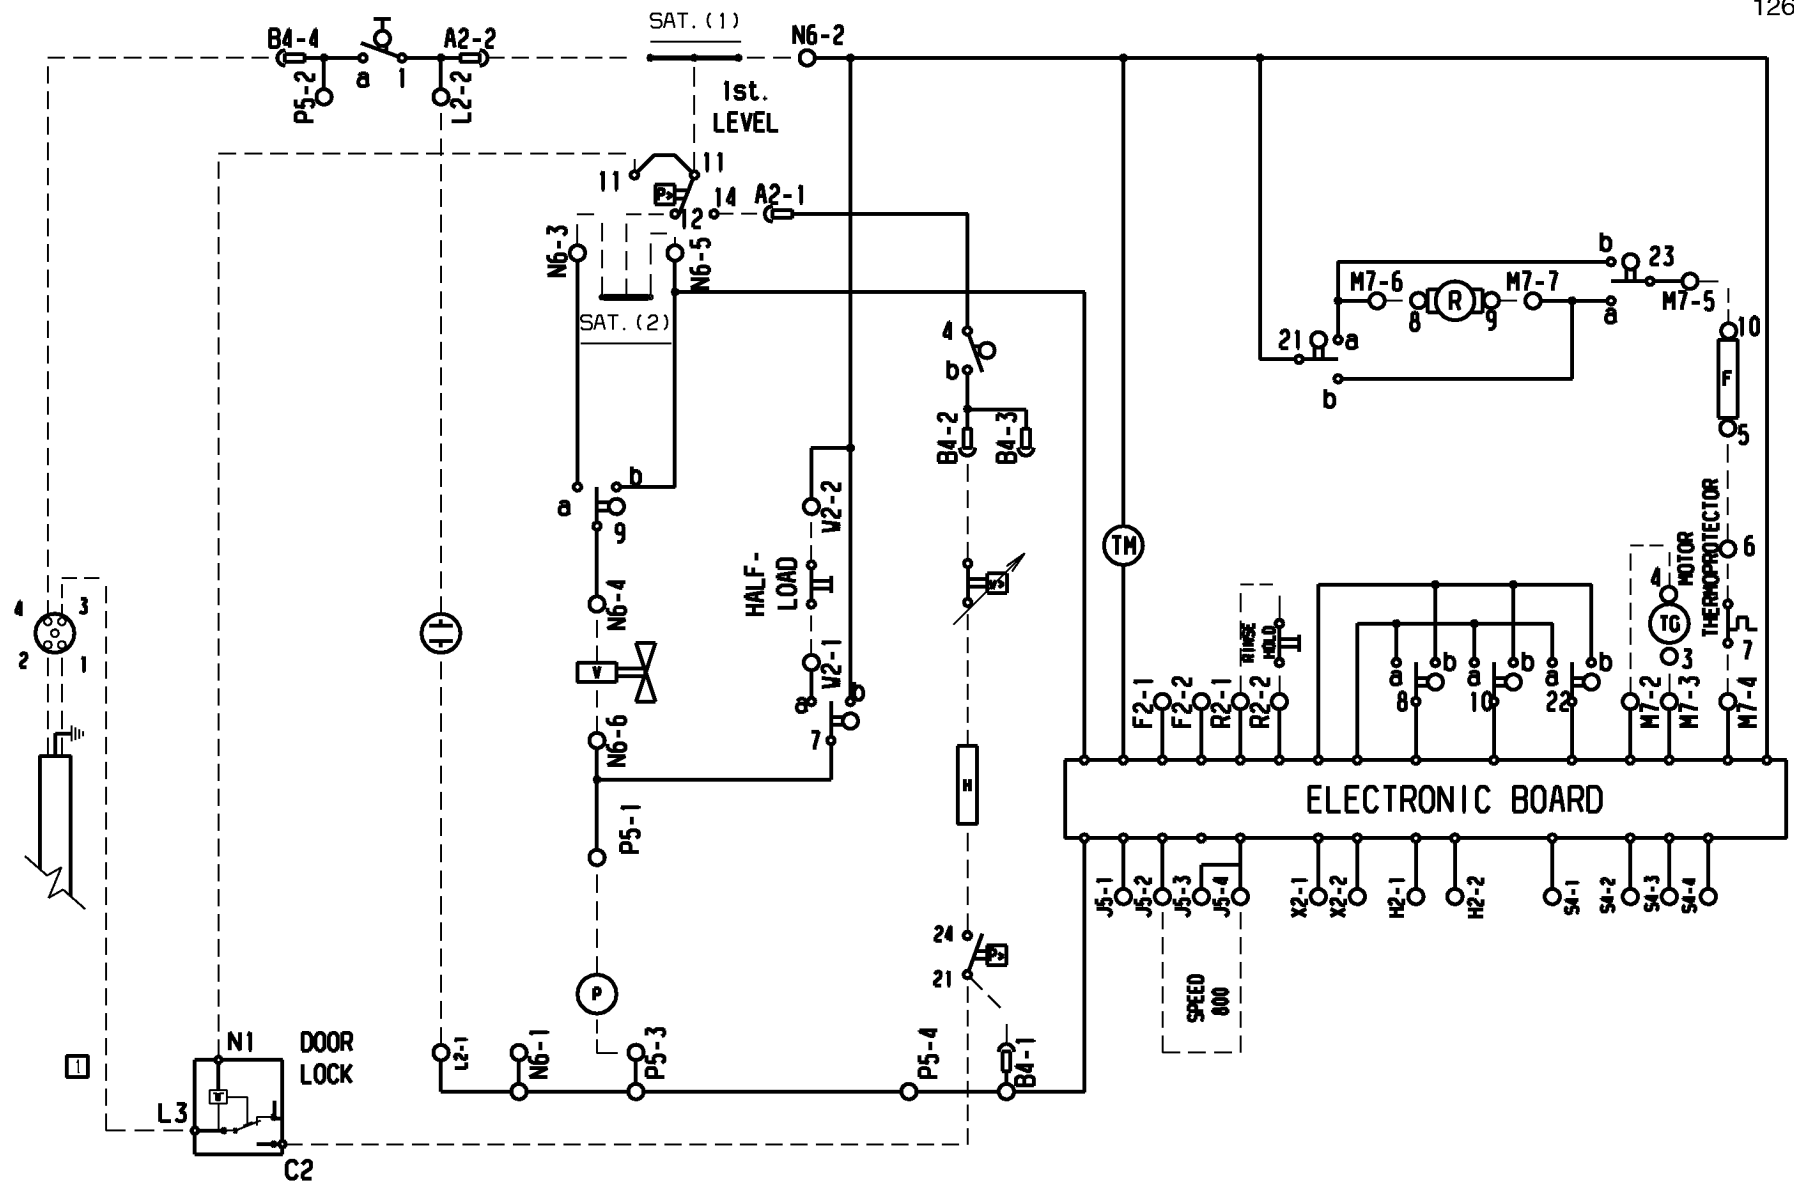 126
SAT.(1)
B4-4
A2-2
N6-2
a
1
P5-2
L2-2
1st.
LEVEL
11
11
P>
12
14
A2-1
N6-3
N6-5
SAT.(2)
b
23
M7-6
M7-7
M7-5
R
8
9
a
10
4
21
a
b
F
b
5
B4-2
B4-3
a
b
9
W2-2
TM
MOTOR
THERMOPROTECTOR
6
HALF-
LOAD
4
3
N6-4
4
TG
RINSE
HOLD
7
3
2
1
V
W2-1
a
b
a
b
a
b
a
b
8
10
22
F2-1
F2-2
R2-1
R2-2
M7-2
M7-3
M7-4
N6-6
7
H
ELECTRONIC BOARD
P5-1
J5-1
J5-2
J5-3
J5-4
X2-1
X2-2
H2-1
H2-2
S4-1
S4-2
S4-3
S4-4
24
21
P
SPEED
800
N1
DOOR
LOCK
L2-1
N6-1
P5-3
P5-4
B4-1
1
L3
C2